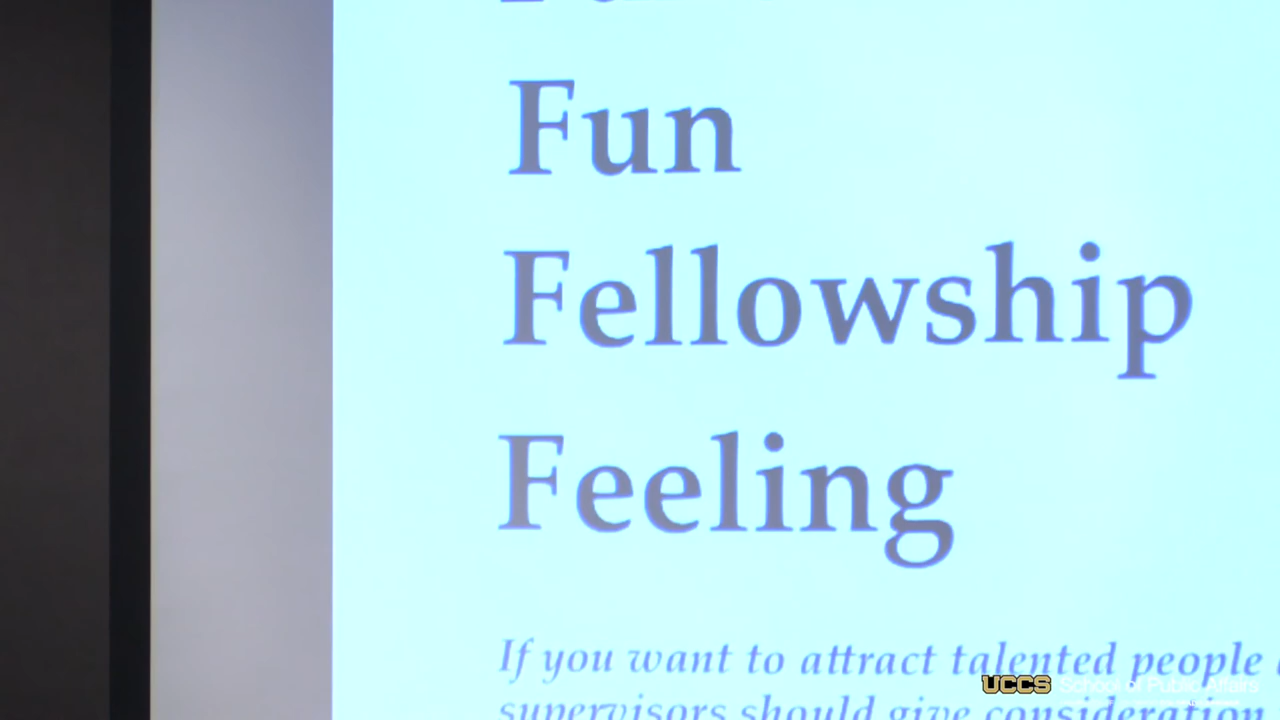 Fun
Fellowship
Feeling
If you want to attract talented people
supervisors should give consideration
UCCS School of Public Affairs